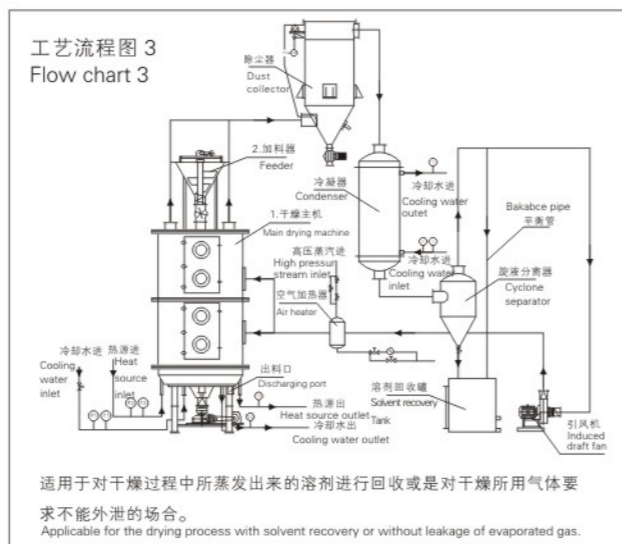 工艺流程图 3
Flow chart 3
除尘器
Dust
collector
2.加料器
Feeder
1.干燥主机
Main drying machine
冷凝器
Condenser
冷却水进
Cooling water
outet
冷却水进
Cooling water
inlet
Bakabce pipe
平衡管
旋液分离器
Cyclone
separator
高压蒸汽进
High pressur
stream inlet
空气加热器
Air heater
冷却水进
Cooling
water
inlet
热源进
Heat
source
inlet
出料口
Discharging port
热源出
Heat source outlet
冷却水出
Cooling water outlet
溶剂回收罐
Solvent recovery
Tank
引风机
Induced
draft fan
适用于对干燥过程中所蒸发出来的溶剂进行回收或是对干燥所用气体要
求不能外泄的场合。
Applicable for the drying process with solvent recovery or without leakage of evaporated gas.